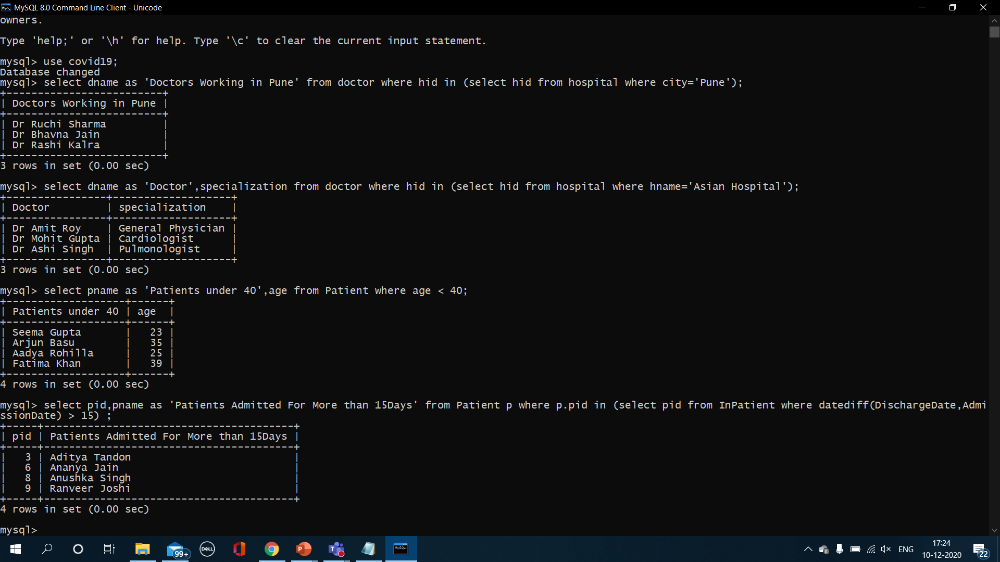 MySQL 8.0 Command Line Client - Unicode
owners.
Type 'help;' or '\h' for help. Type '\c' to clear the current input statement.
mysql> use covid19;
Database changed
mysql> select dname as 'Doctors Working in Pune' from doctor where hid in (select hid from hospital where city='Pune');
+-------------------------+
| Doctors Working in Pune |
+-------------------------+
| Dr Ruchi Sharma         |
| Dr Bhavna Jain          |
| Dr Rashi Kalra          |
+-------------------------+
3 rows in set (0.00 sec)
mysql> select dname as 'Doctor',specialization from doctor where hid in (select hid from hospital where hname='Asian Hospital');
+----------------+-------------------+
| Doctor         | specialization    |
+----------------+-------------------+
| Dr Amit Roy    | General Physician |
| Dr Mohit Gupta | Cardiologist      |
| Dr Ashi Singh  | Pulmonologist     |
+----------------+-------------------+
3 rows in set (0.00 sec)
mysql> select pname as 'Patients under 40',age from Patient where age < 40;
+-------------------+------+
| Patients under 40 | age  |
+-------------------+------+
| Seema Gupta       |   23 |
| Arjun Basu        |   35 |
| Aadya Rohilla     |   25 |
| Fatima Khan       |   39 |
+-------------------+------+
4 rows in set (0.00 sec)
mysql> select pid,pname as 'Patients Admitted For More than 15Days' from Patient p where p.pid in (select pid from InPatient where datediff(DischargeDate,Admi
ssionDate) > 15) ;
+-----+----------------------------------------+
| pid | Patients Admitted For More than 15Days |
+-----+----------------------------------------+
|   3 | Aditya Tandon                          |
|   6 | Ananya Jain                            |
|   8 | Anushka Singh                          |
|   9 | Ranveer Joshi                          |
+-----+----------------------------------------+
4 rows in set (0.00 sec)
mysql>
99+
DELL
ENG
17:24
10-12-2020
22